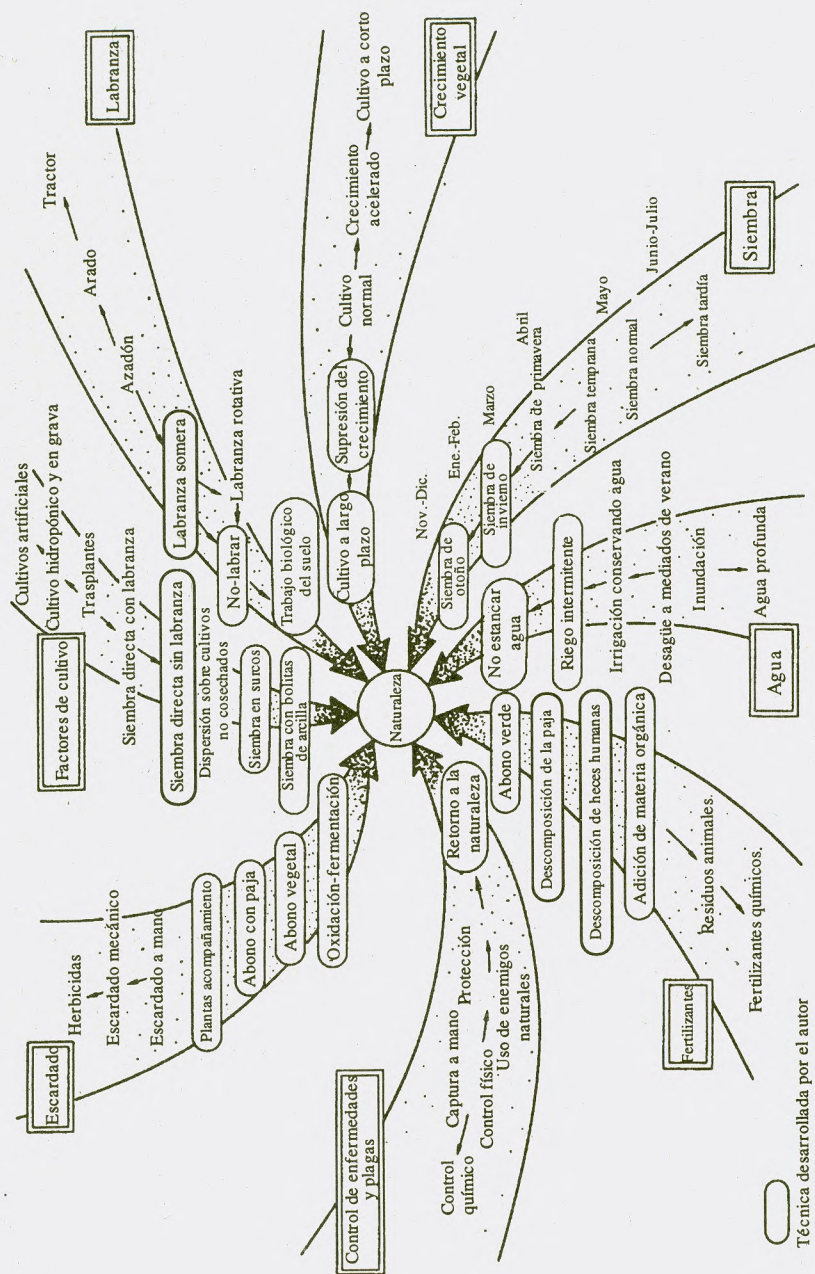 Escardado
Herbicidas
Escardado mecánico
Escardado a mano
Plantas acompañamiento
Abono con paja
Abono vegetal
Oxidación-fermentación
Factores de cultivo
Cultivos artificiales
Cultivo hidropónico y en grava
Trasplantes
Siembra directa con labranza
Siembra directa sin labranza
Dispersión sobre cultivos
no cosechados
Siembra en surcos
Siembra con bolitas
de arcilla
Labranza
Tractor
Arado
Azadón
Labranza somera
Labranza rotativa
No-labrar
Trabajo biológico
del suelo
Crecimiento
vegetal
Cultivo a corto
plazo
Crecimiento
acelerado
Cultivo
normal
Supresión del
crecimiento
Cultivo a largo
plazo
Naturaleza
Control de enfermedades
y plagas
Control
químico
Captura a mano
Control físico
Protección
Uso de enemigos
naturales
Retorno a la
naturaleza
Fertilizantes
Abono verde
Descomposición de la paja
Descomposición de heces humanas
Adición de materia orgánica
Residuos animales.
Fertilizantes químicos.
Agua
No estancar
agua
Riego intermitente
Irrigación conservando agua
Desagüe a mediados de verano
Inundación
Agua profunda
Siembra
Nov.-Dic.
Ene.-Feb.
Marzo
Abril
Mayo
Junio-Julio
Siembra de
otoño
Siembra de
invierno
Siembra de primavera
Siembra temprana
Siembra normal
Siembra tardía
Técnica desarrollada por el autor